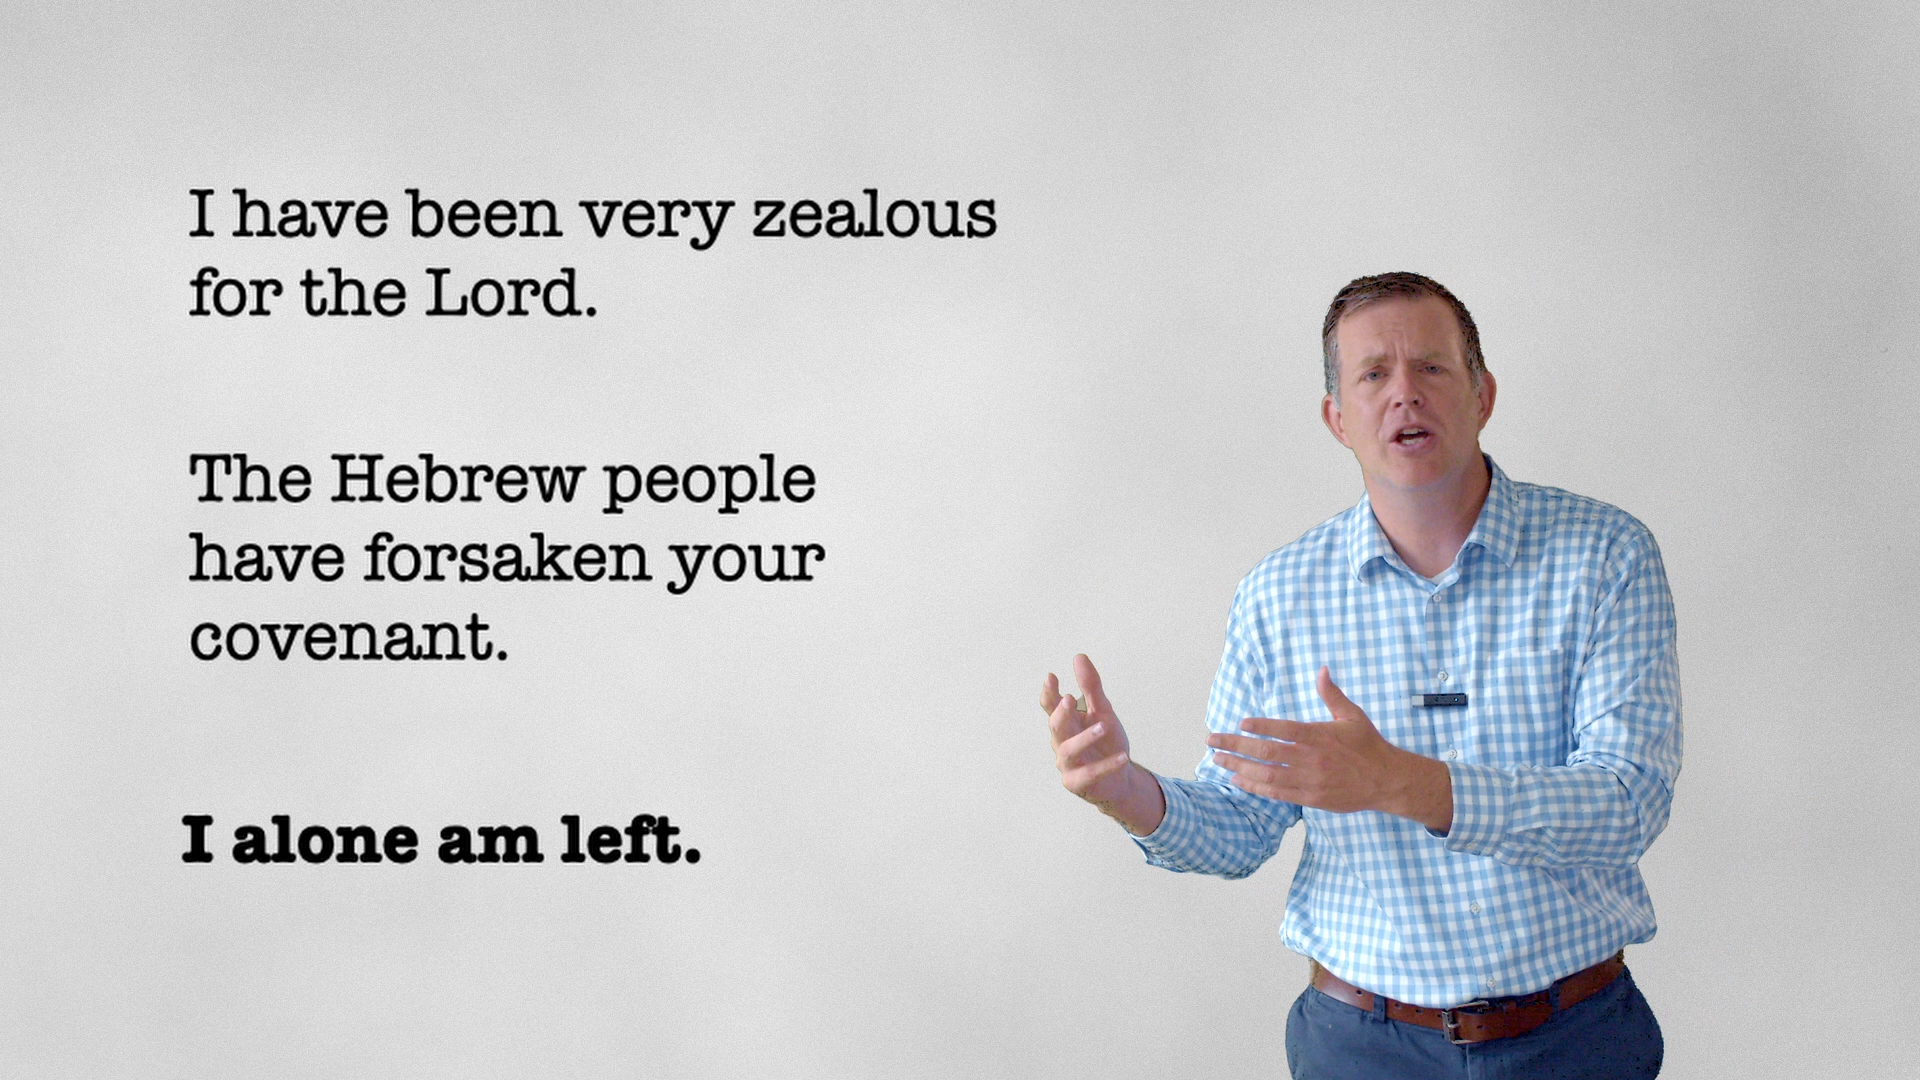 I have been very zealous
for the Lord.
The Hebrew people
have forsaken your
covenant.
I alone am left.